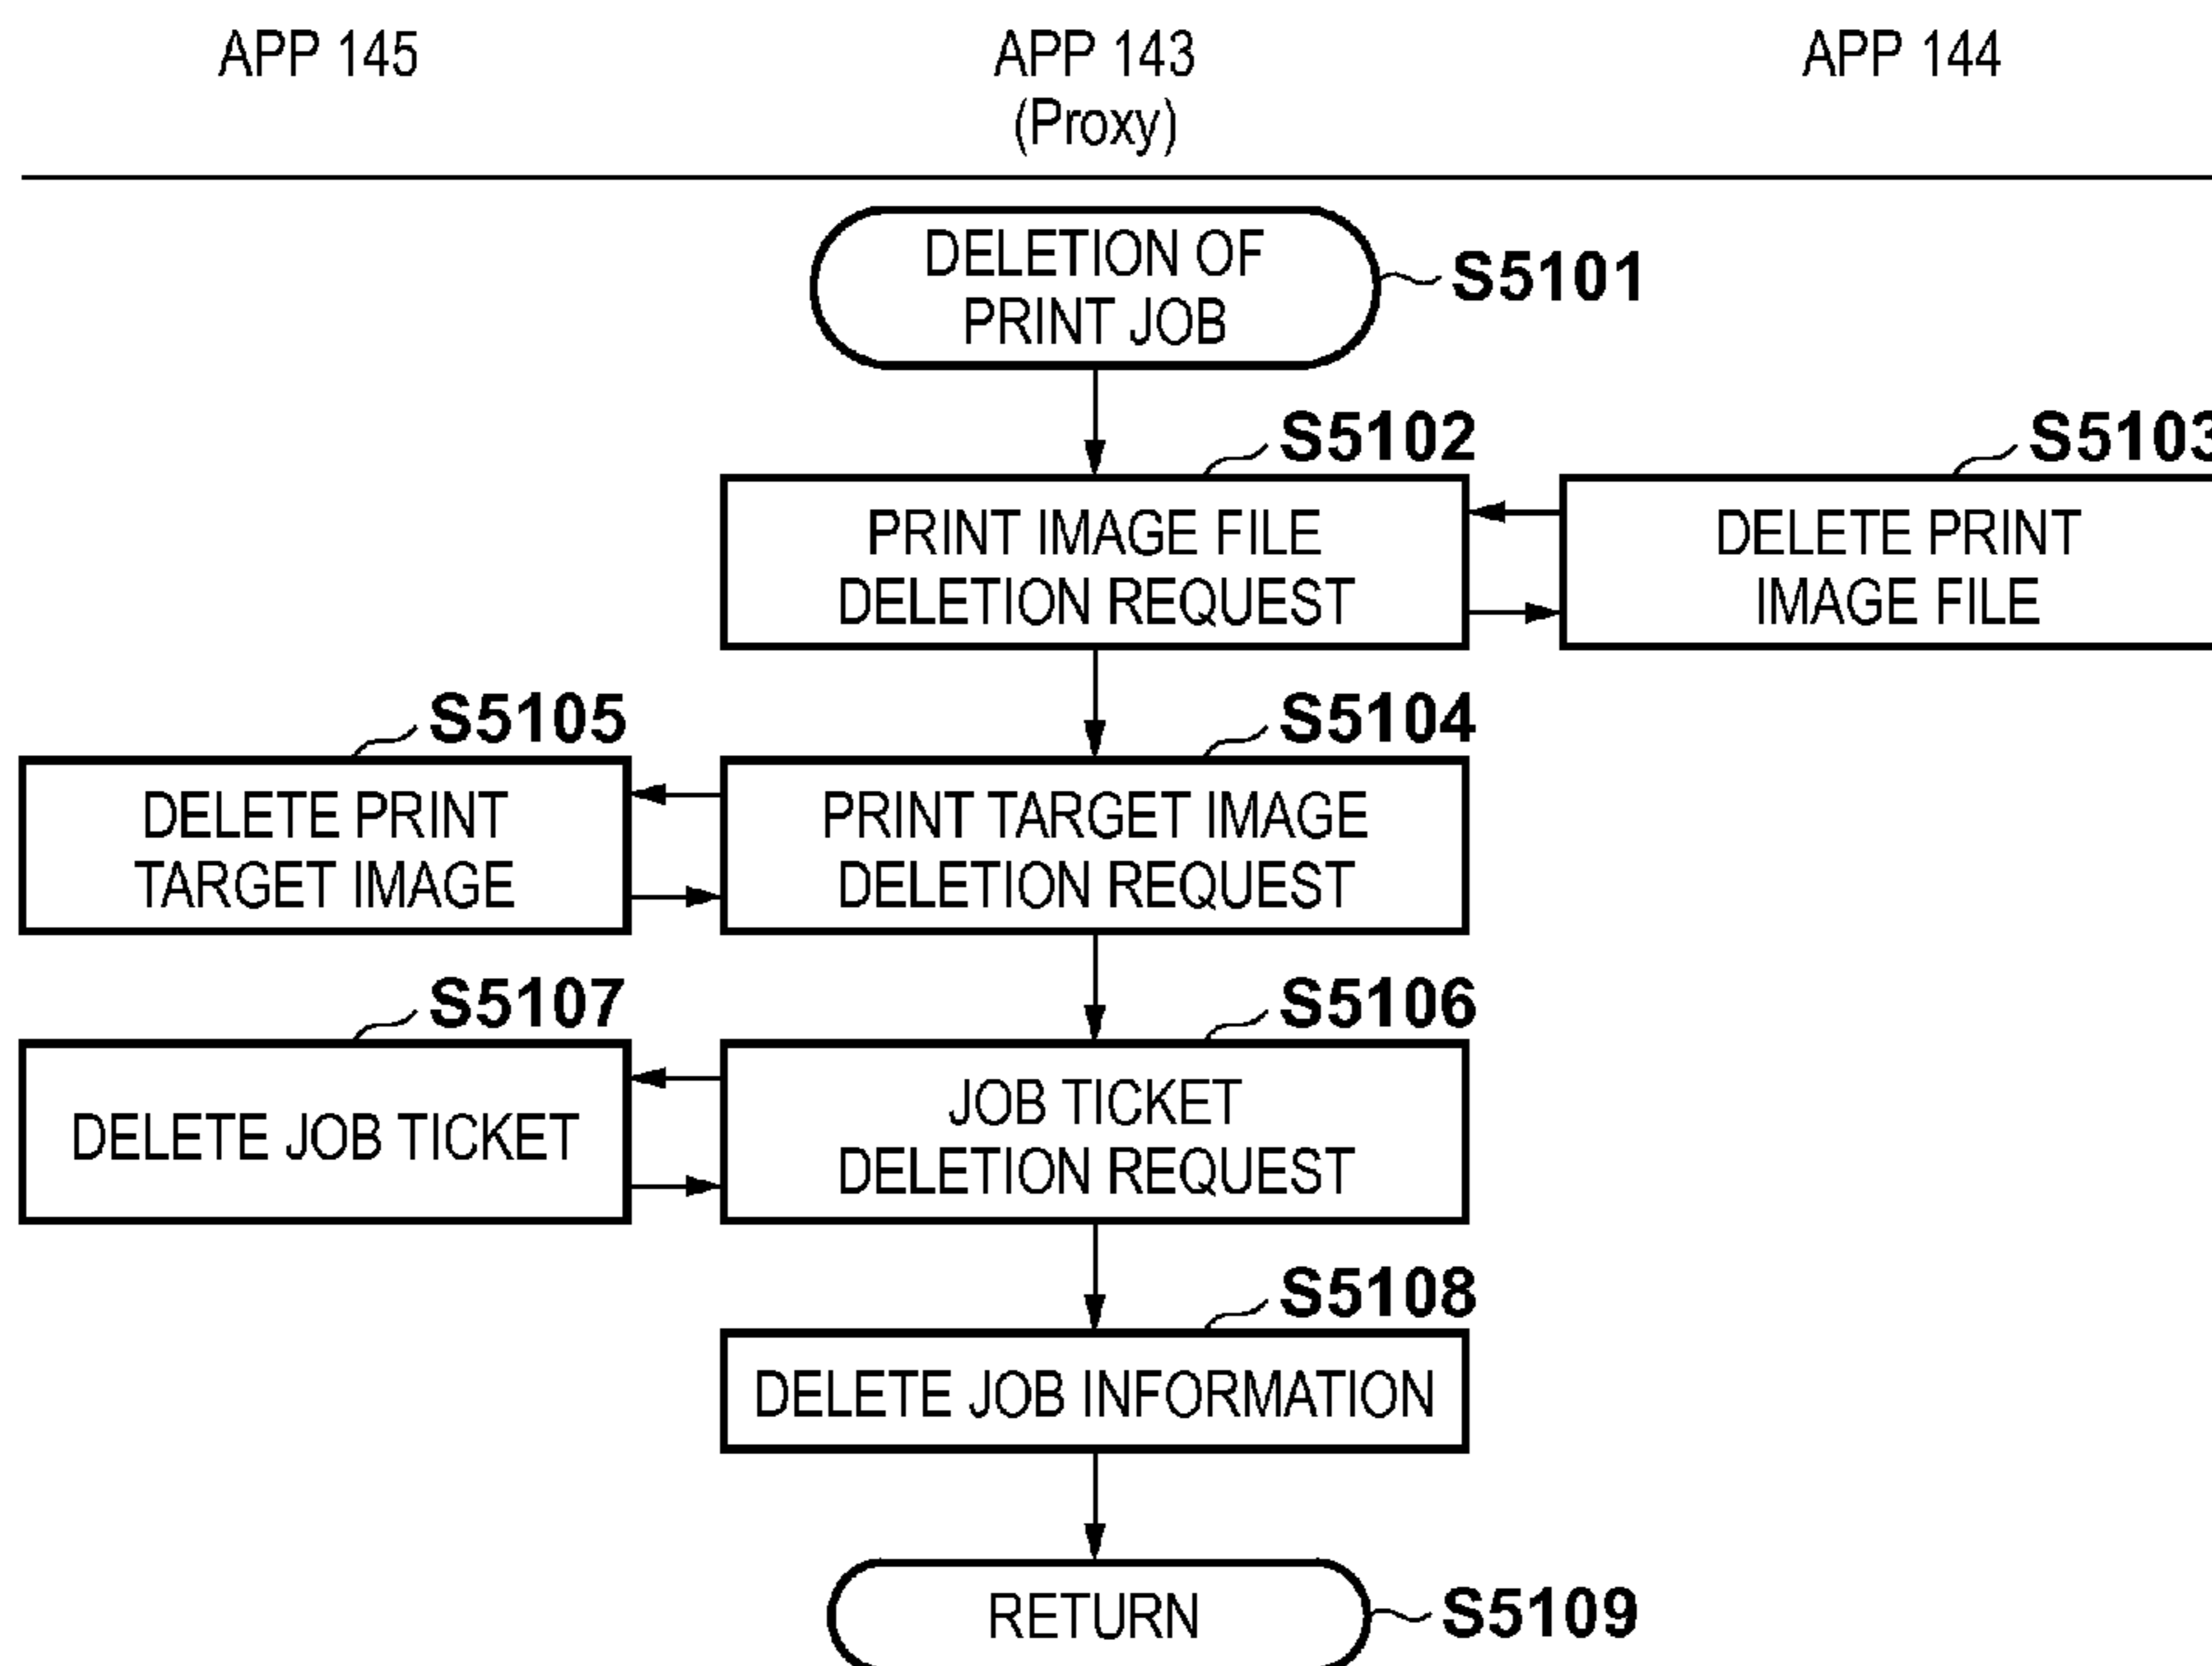 APP 145
APP 143
(Proxy)
APP 144
DELETION OF
PRINT JOB
S5101
S5102
S5103
PRINT IMAGE FILE
DELETION REQUEST
DELETE PRINT
IMAGE FILE
S5105
S5104
DELETE PRINT
TARGET IMAGE
PRINT TARGET IMAGE
DELETION REQUEST
S5107
S5106
DELETE JOB TICKET
JOB TICKET
DELETION REQUEST
S5108
DELETE JOB INFORMATION
RETURN
S5109